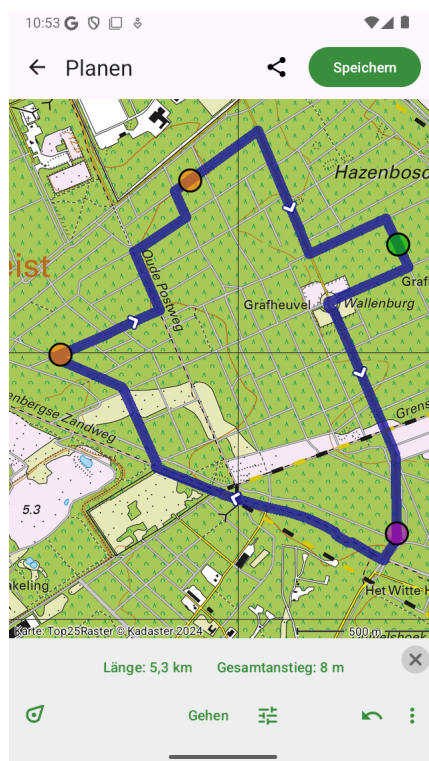 10:53
Planen
Speichern
Hazenbosc
eist
Oude Postweg
Graf
Grafheuvel
Wallenburg
enbergse Zandweg
Grens
5.3
akeling
Het Witte H
Karte: Top25Raster © Kadaster 2024
500 m
Länge: 5,3 km
Gesamtanstieg: 8 m
Gehen